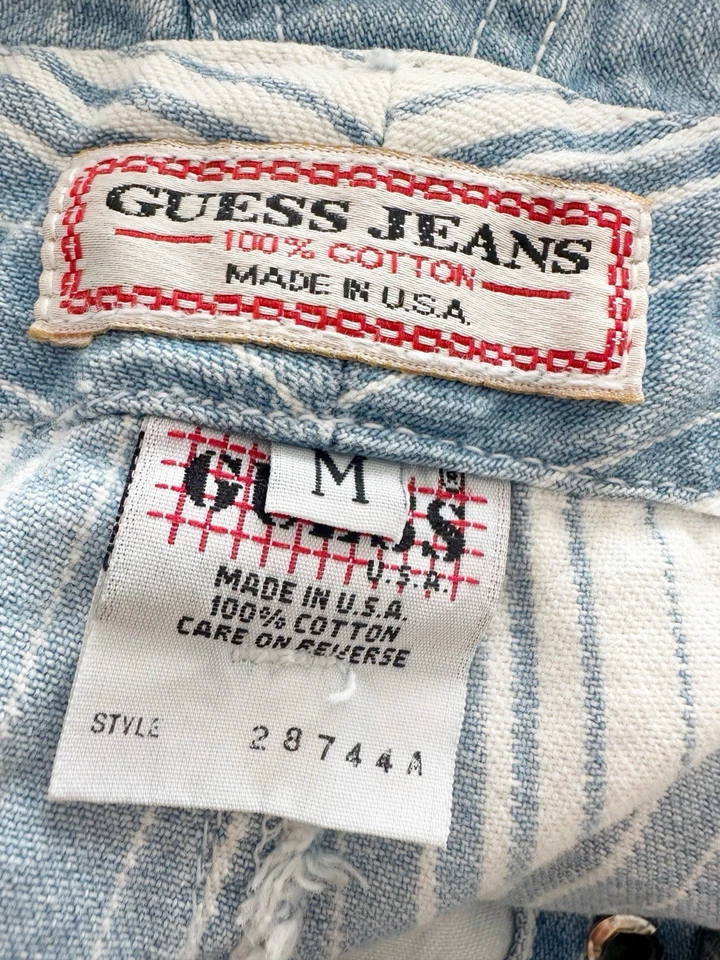 GUESS JEANS
100% COTTON
MADE IN U.S.A.
M
U.S.A.
MADE IN U.S.A.
100% COTTON
CARE ON REVERSE
STYLE 28744A